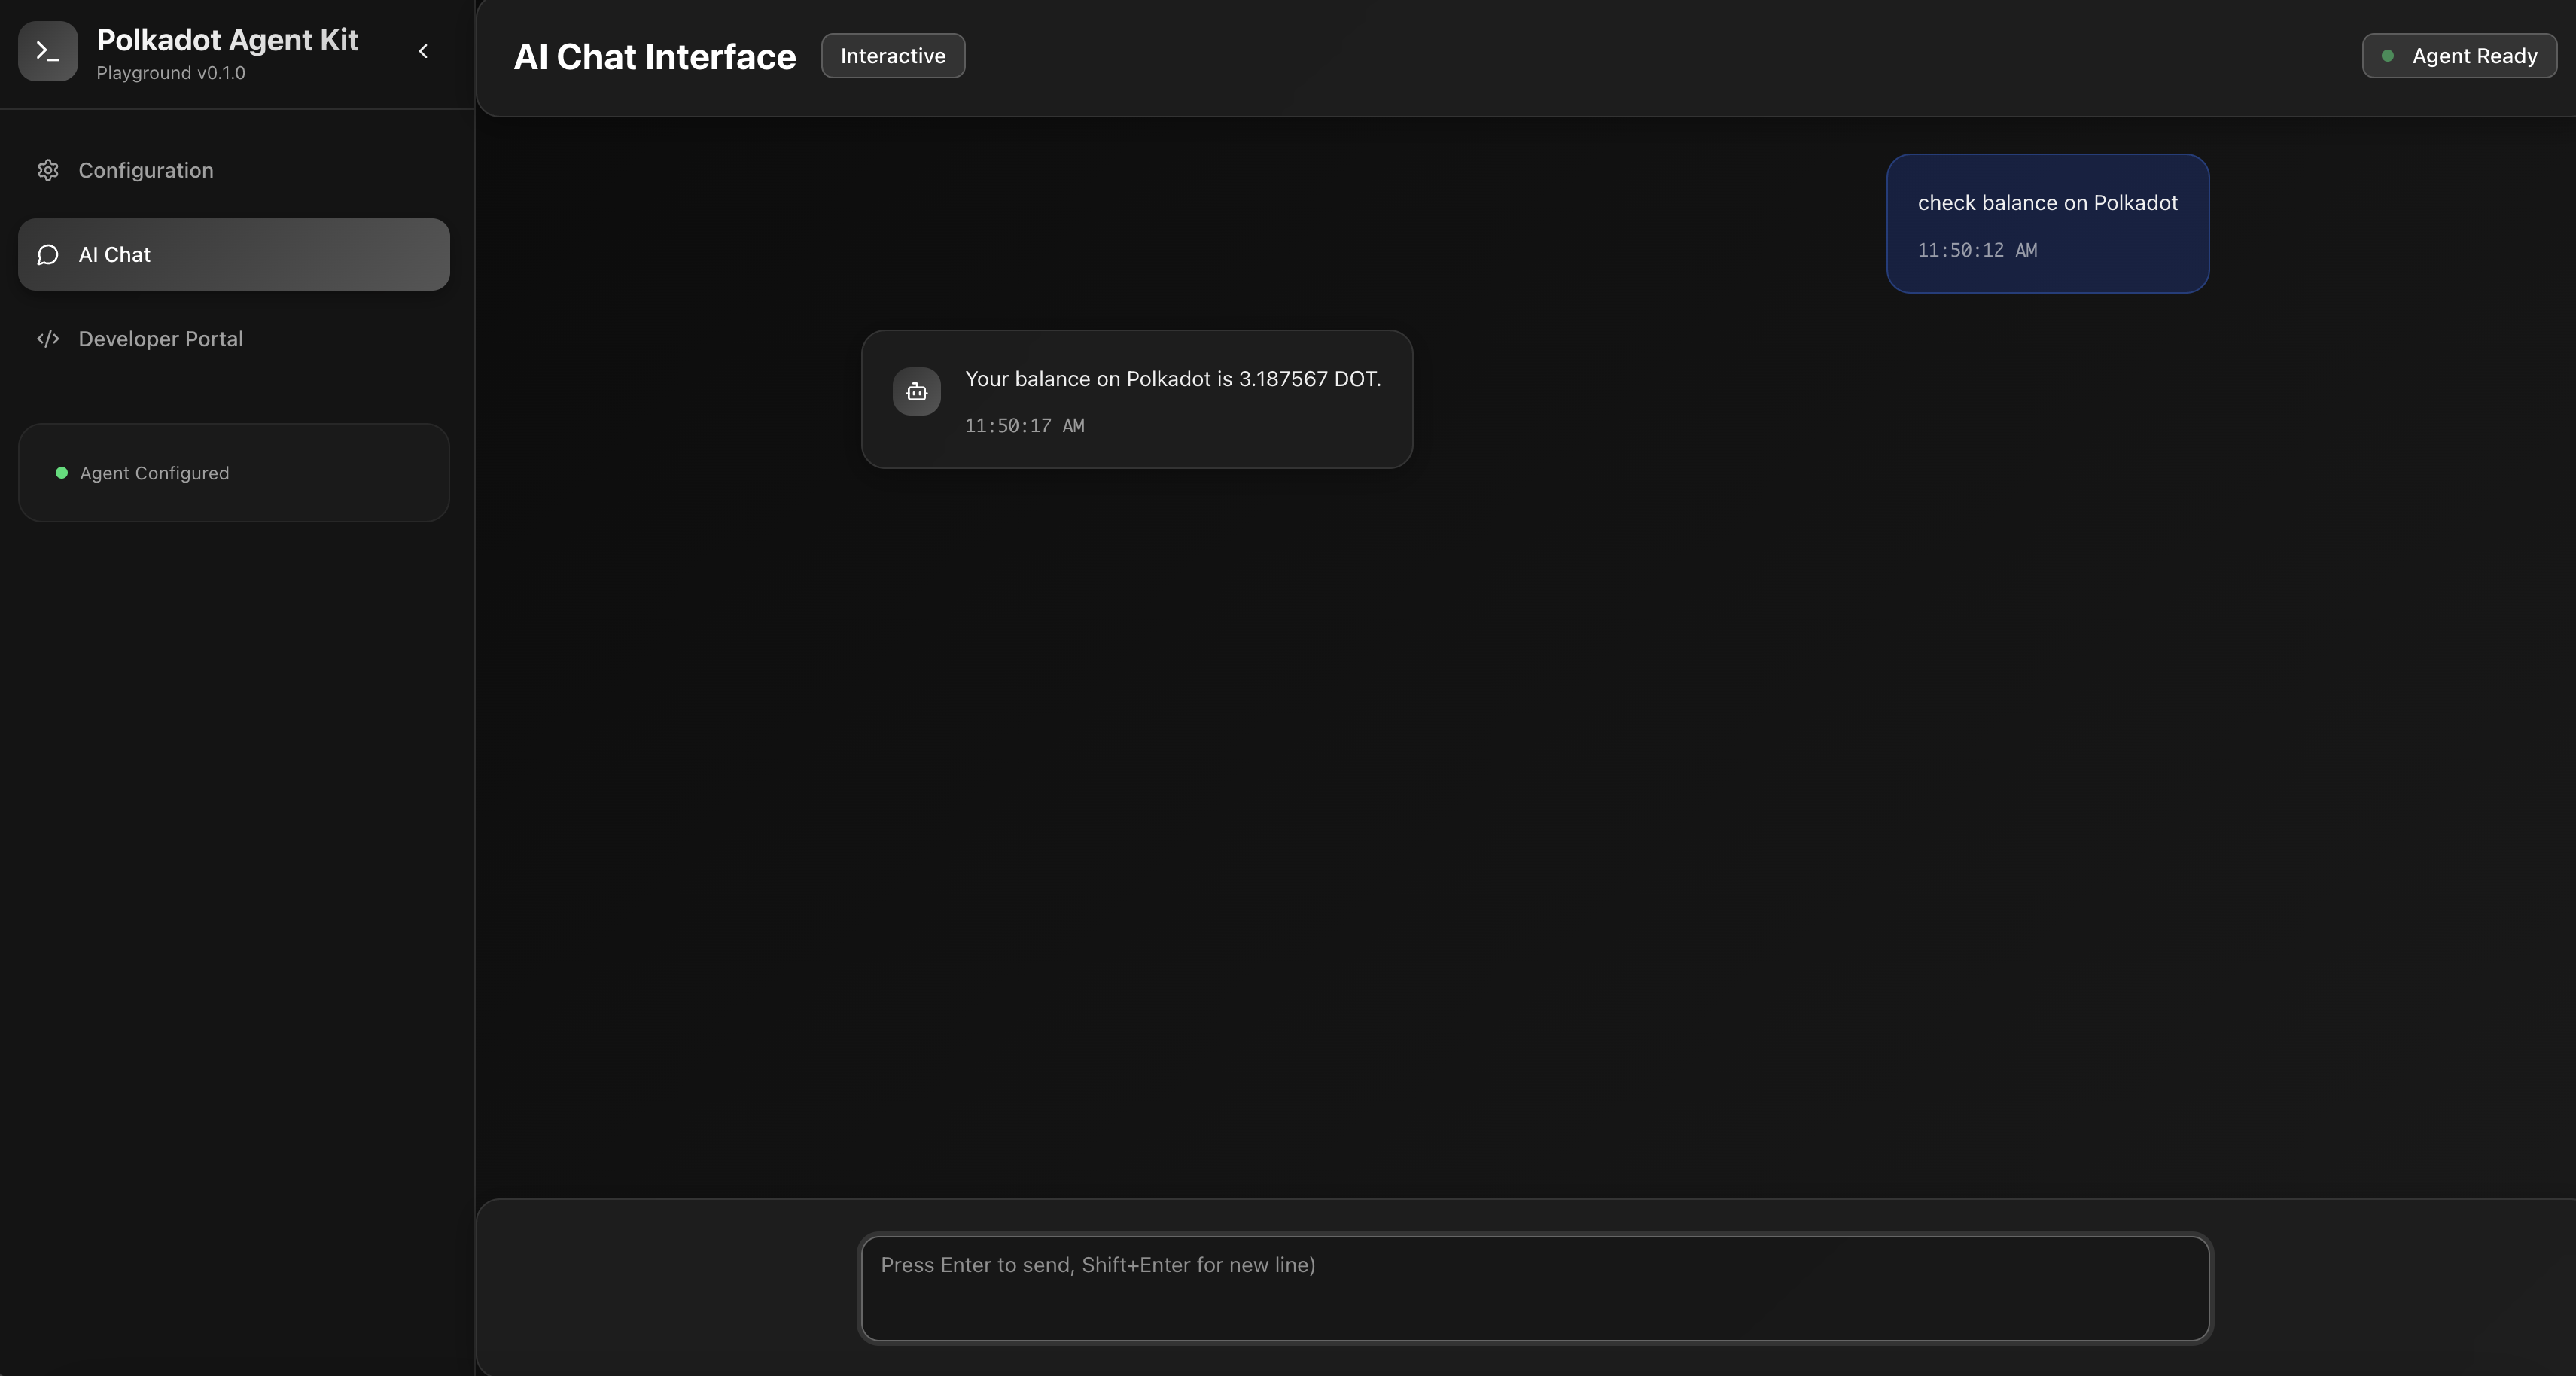 Polkadot Agent Kit
Playground v0.1.0
Configuration
AI Chat
Developer Portal
Agent Configured
AI Chat Interface
Interactive
Agent Ready
check balance on Polkadot
11:50:12 AM
Your balance on Polkadot is 3.187567 DOT.
11:50:17 AM
Press Enter to send, Shift+Enter for new line)